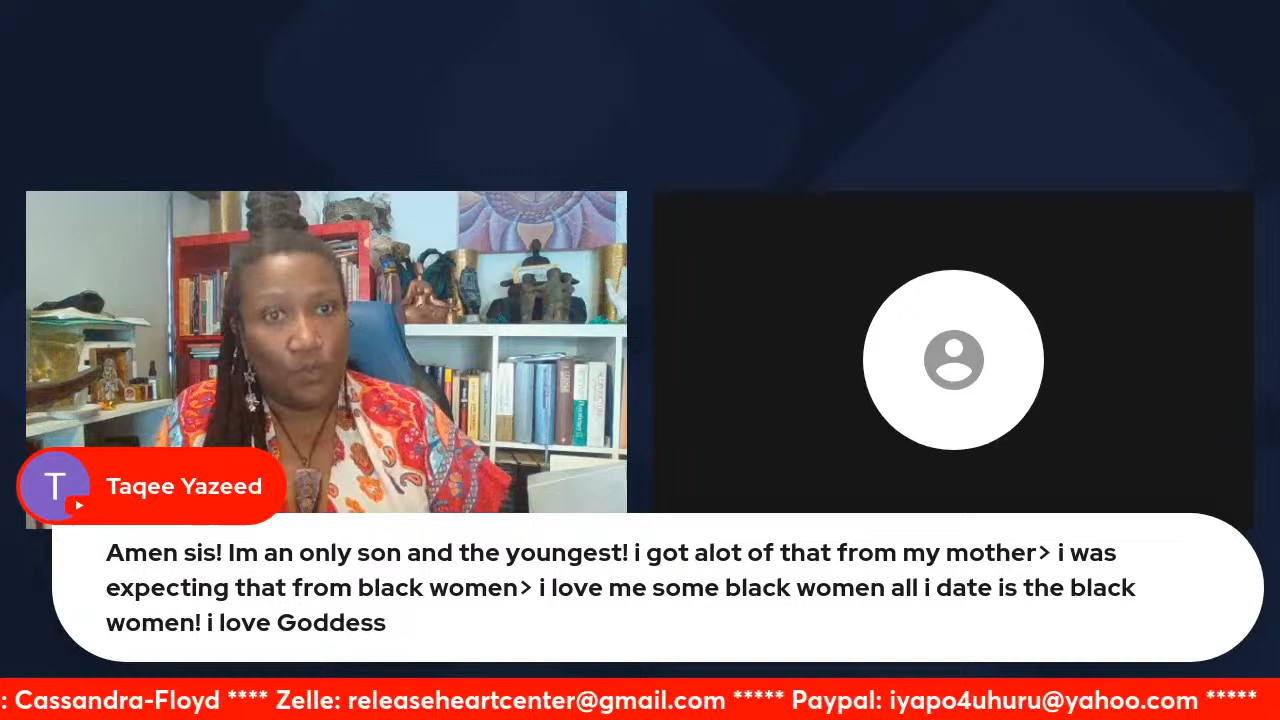 T
Taqee Yazeed
Amen sis! Im an only son and the youngest! i got alot of that from my mother> i was
expecting that from black women> i love me some black women all i date is the black
women! i love Goddess
: Cassandra-Floyd **** Zelle: releaseheartcenter@gmail.com ***** Paypal: iyapo4uhuru@yahoo.com *****